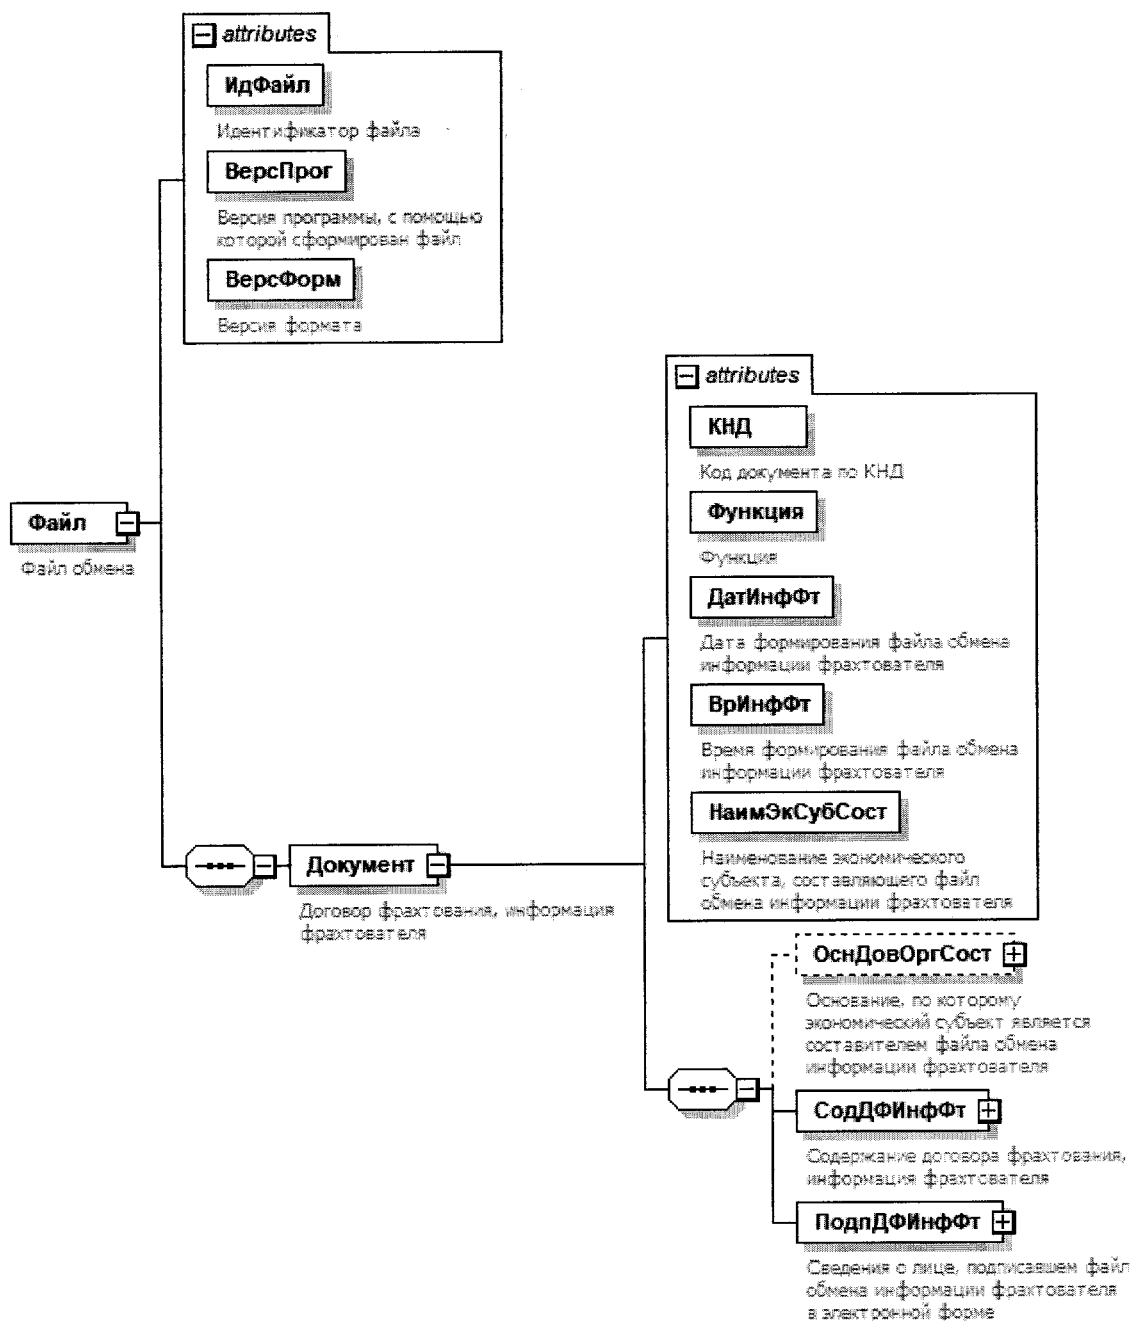 attributes
ИдФайл
Идентификатор файла
ВерсПрог
Версия программы, с помощью
которой сформирован файл
ВерсФорм
Версия формата
Файл
Файл обмена
attributes
КНД
Код документа по КНД
Функция
Функция
ДатИнфФт
Дата формирования файла обмена
информации фрахтователя
ВрИнфФт
Время формирования файла обмена
информации фрахтователя
НаимЭкСубСост
Наименование экономического
субъекта, составляющего файл
обмена информации фрахтователя
Документ
Договор фрахтования, информация
фрахтователя
ОснДовОргСост
Основание, по которому
экономический субъект является
составителем файла обмена
информации фрахтователя
СодДФИнфФт
Содержание договора фрахтования,
информация фрахтователя
ПодпДФИнфФт
Сведения о лице, подписавшем файл
обмена информации фрахтователя
в электронной форме